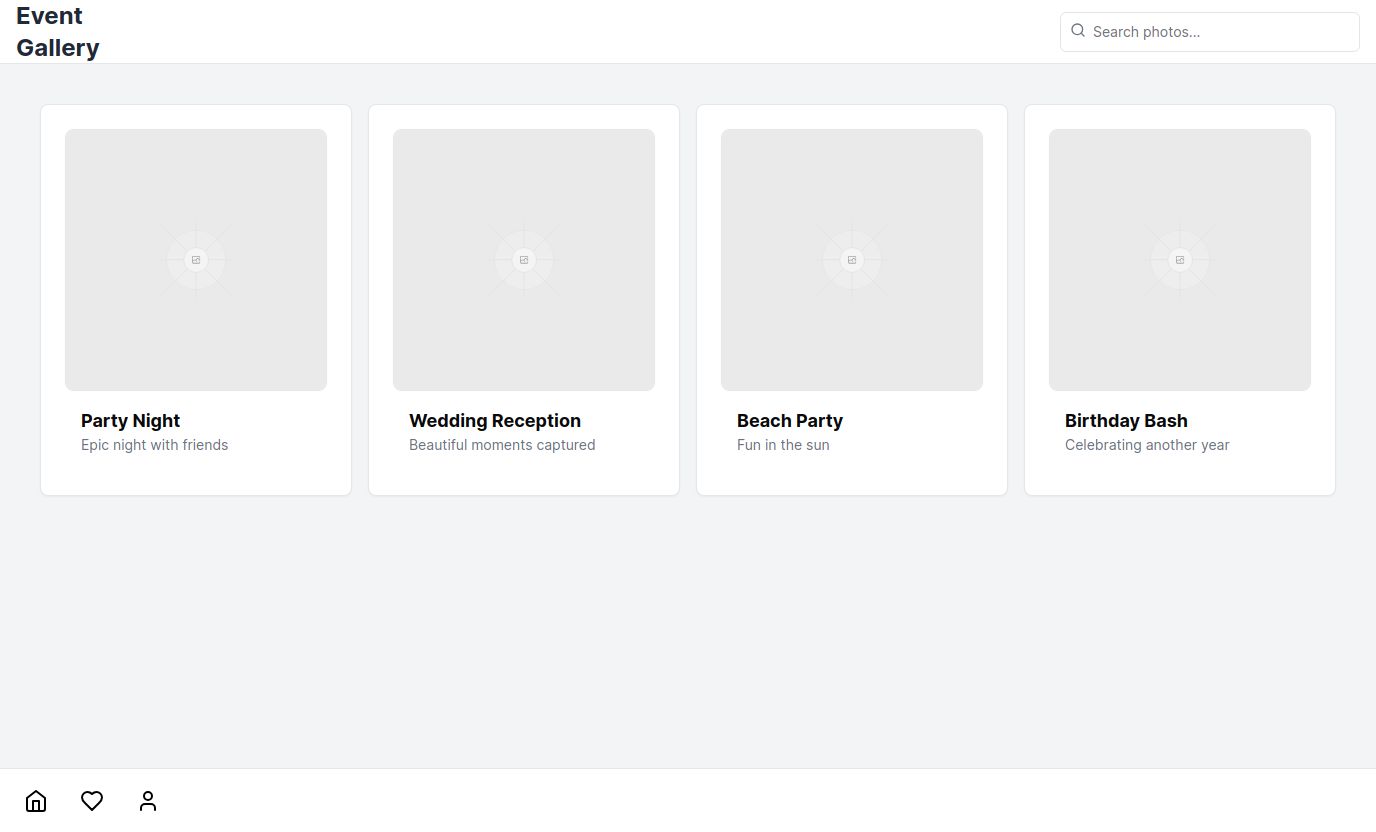 Event
Gallery
Search photos...
Party Night
Epic night with friends
Wedding Reception
Beautiful moments captured
Beach Party
Fun in the sun
Birthday Bash
Celebrating another year